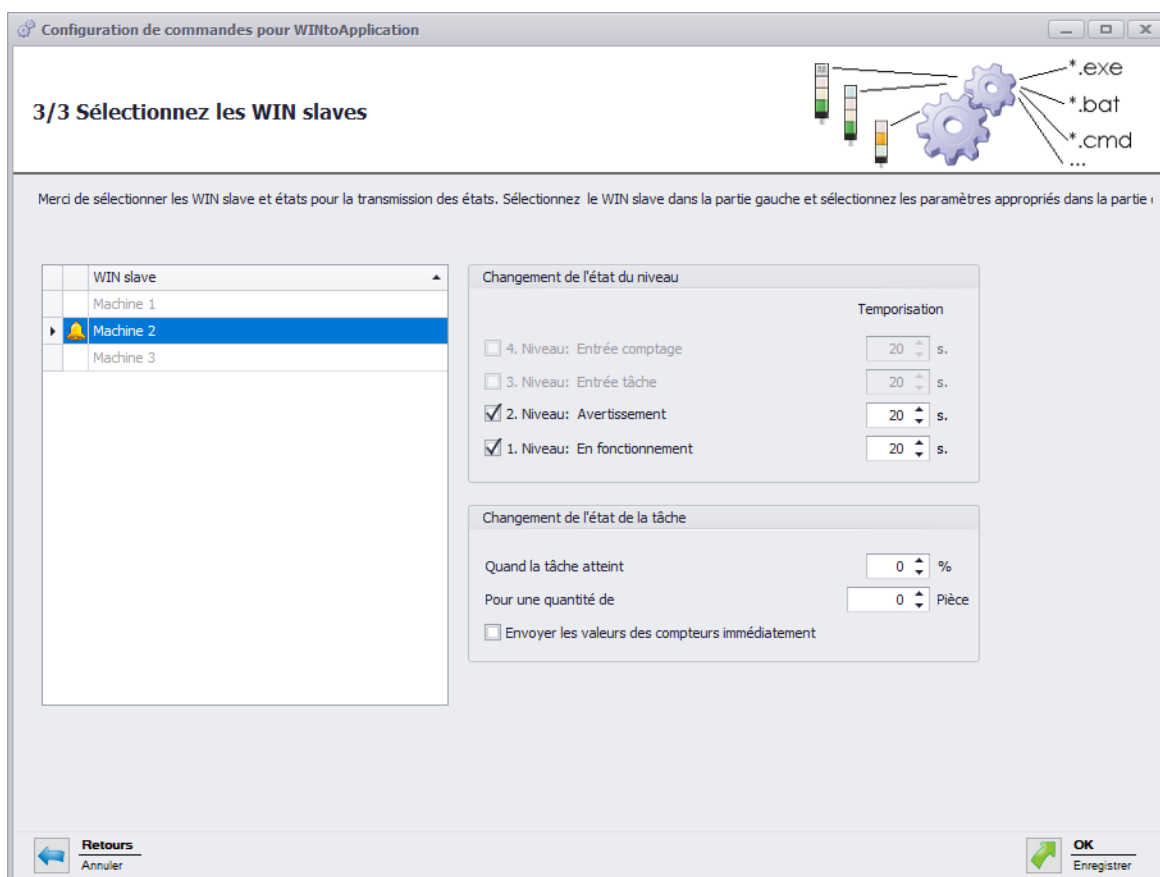 Configuration de commandes pour WINtoApplication
3/3 Sélectionnez les WIN slaves
*.exe
*.bat
*.cmd
...
Merci de sélectionner les WIN slave et états pour la transmission des états. Sélectionnez le WIN slave dans la partie gauche et sélectionnez les paramètres appropriés dans la partie
WIN slave
Machine 1
Machine 2
Machine 3
Changement de l'état du niveau
Temporisation
4. Niveau: Entrée comptage 20 s.
3. Niveau: Entrée tâche 20 s.
2. Niveau: Avertissement 20 s.
1. Niveau: En fonctionnement 20 s.
Changement de l'état de la tâche
Quand la tâche atteint 0 %
Pour une quantité de 0 Pièce
Envoyer les valeurs des compteurs immédiatement
Retours
Annuler
OK
Enregistrer